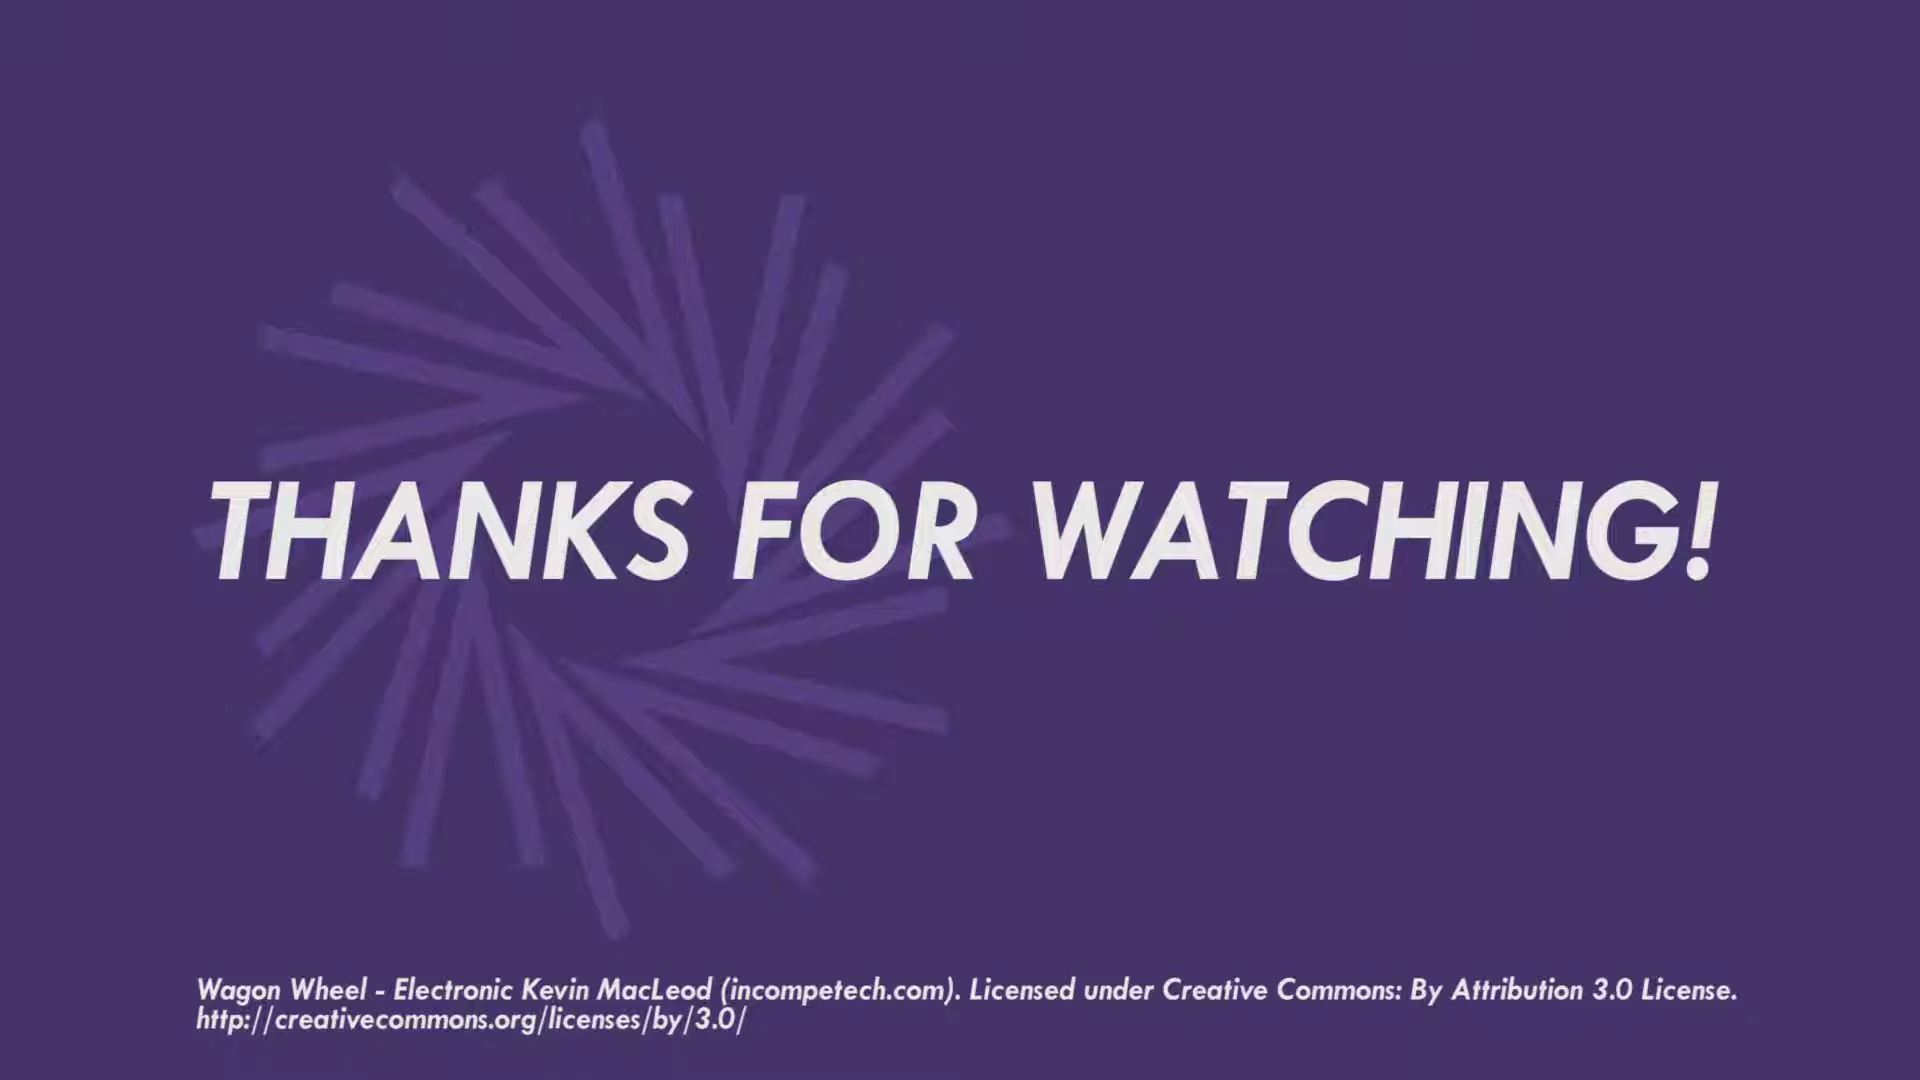 THANKS FOR WATCHING!
Wagon Wheel - Electronic Kevin MacLeod (incompetech.com). Licensed under Creative Commons: By Attribution 3.0 License.
http://creativecommons.org/licenses/by/3.0/